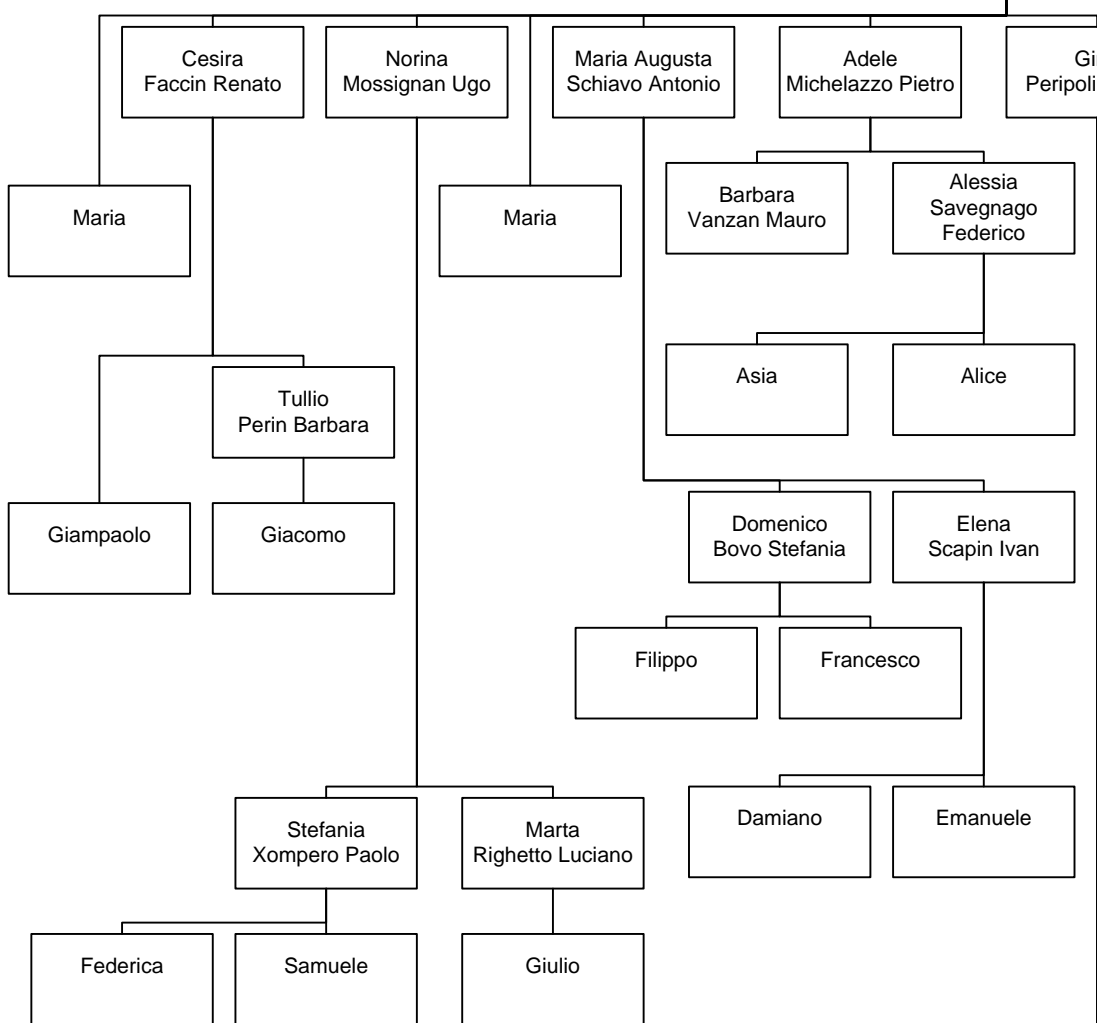 Cesira
Faccin Renato
Norina
Mossignan Ugo
Maria Augusta
Schiavo Antonio
Adele
Michelazzo Pietro
Peripoli
Maria
Maria
Barbara
Vanzan Mauro
Alessia
Savegnago
Federico
Asia
Alice
Tullio
Perin Barbara
Giampaolo
Giacomo
Domenico
Bovo Stefania
Elena
Scapin Ivan
Filippo
Francesco
Damiano
Emanuele
Stefania
Xompero Paolo
Marta
Righetto Luciano
Federica
Samuele
Giulio